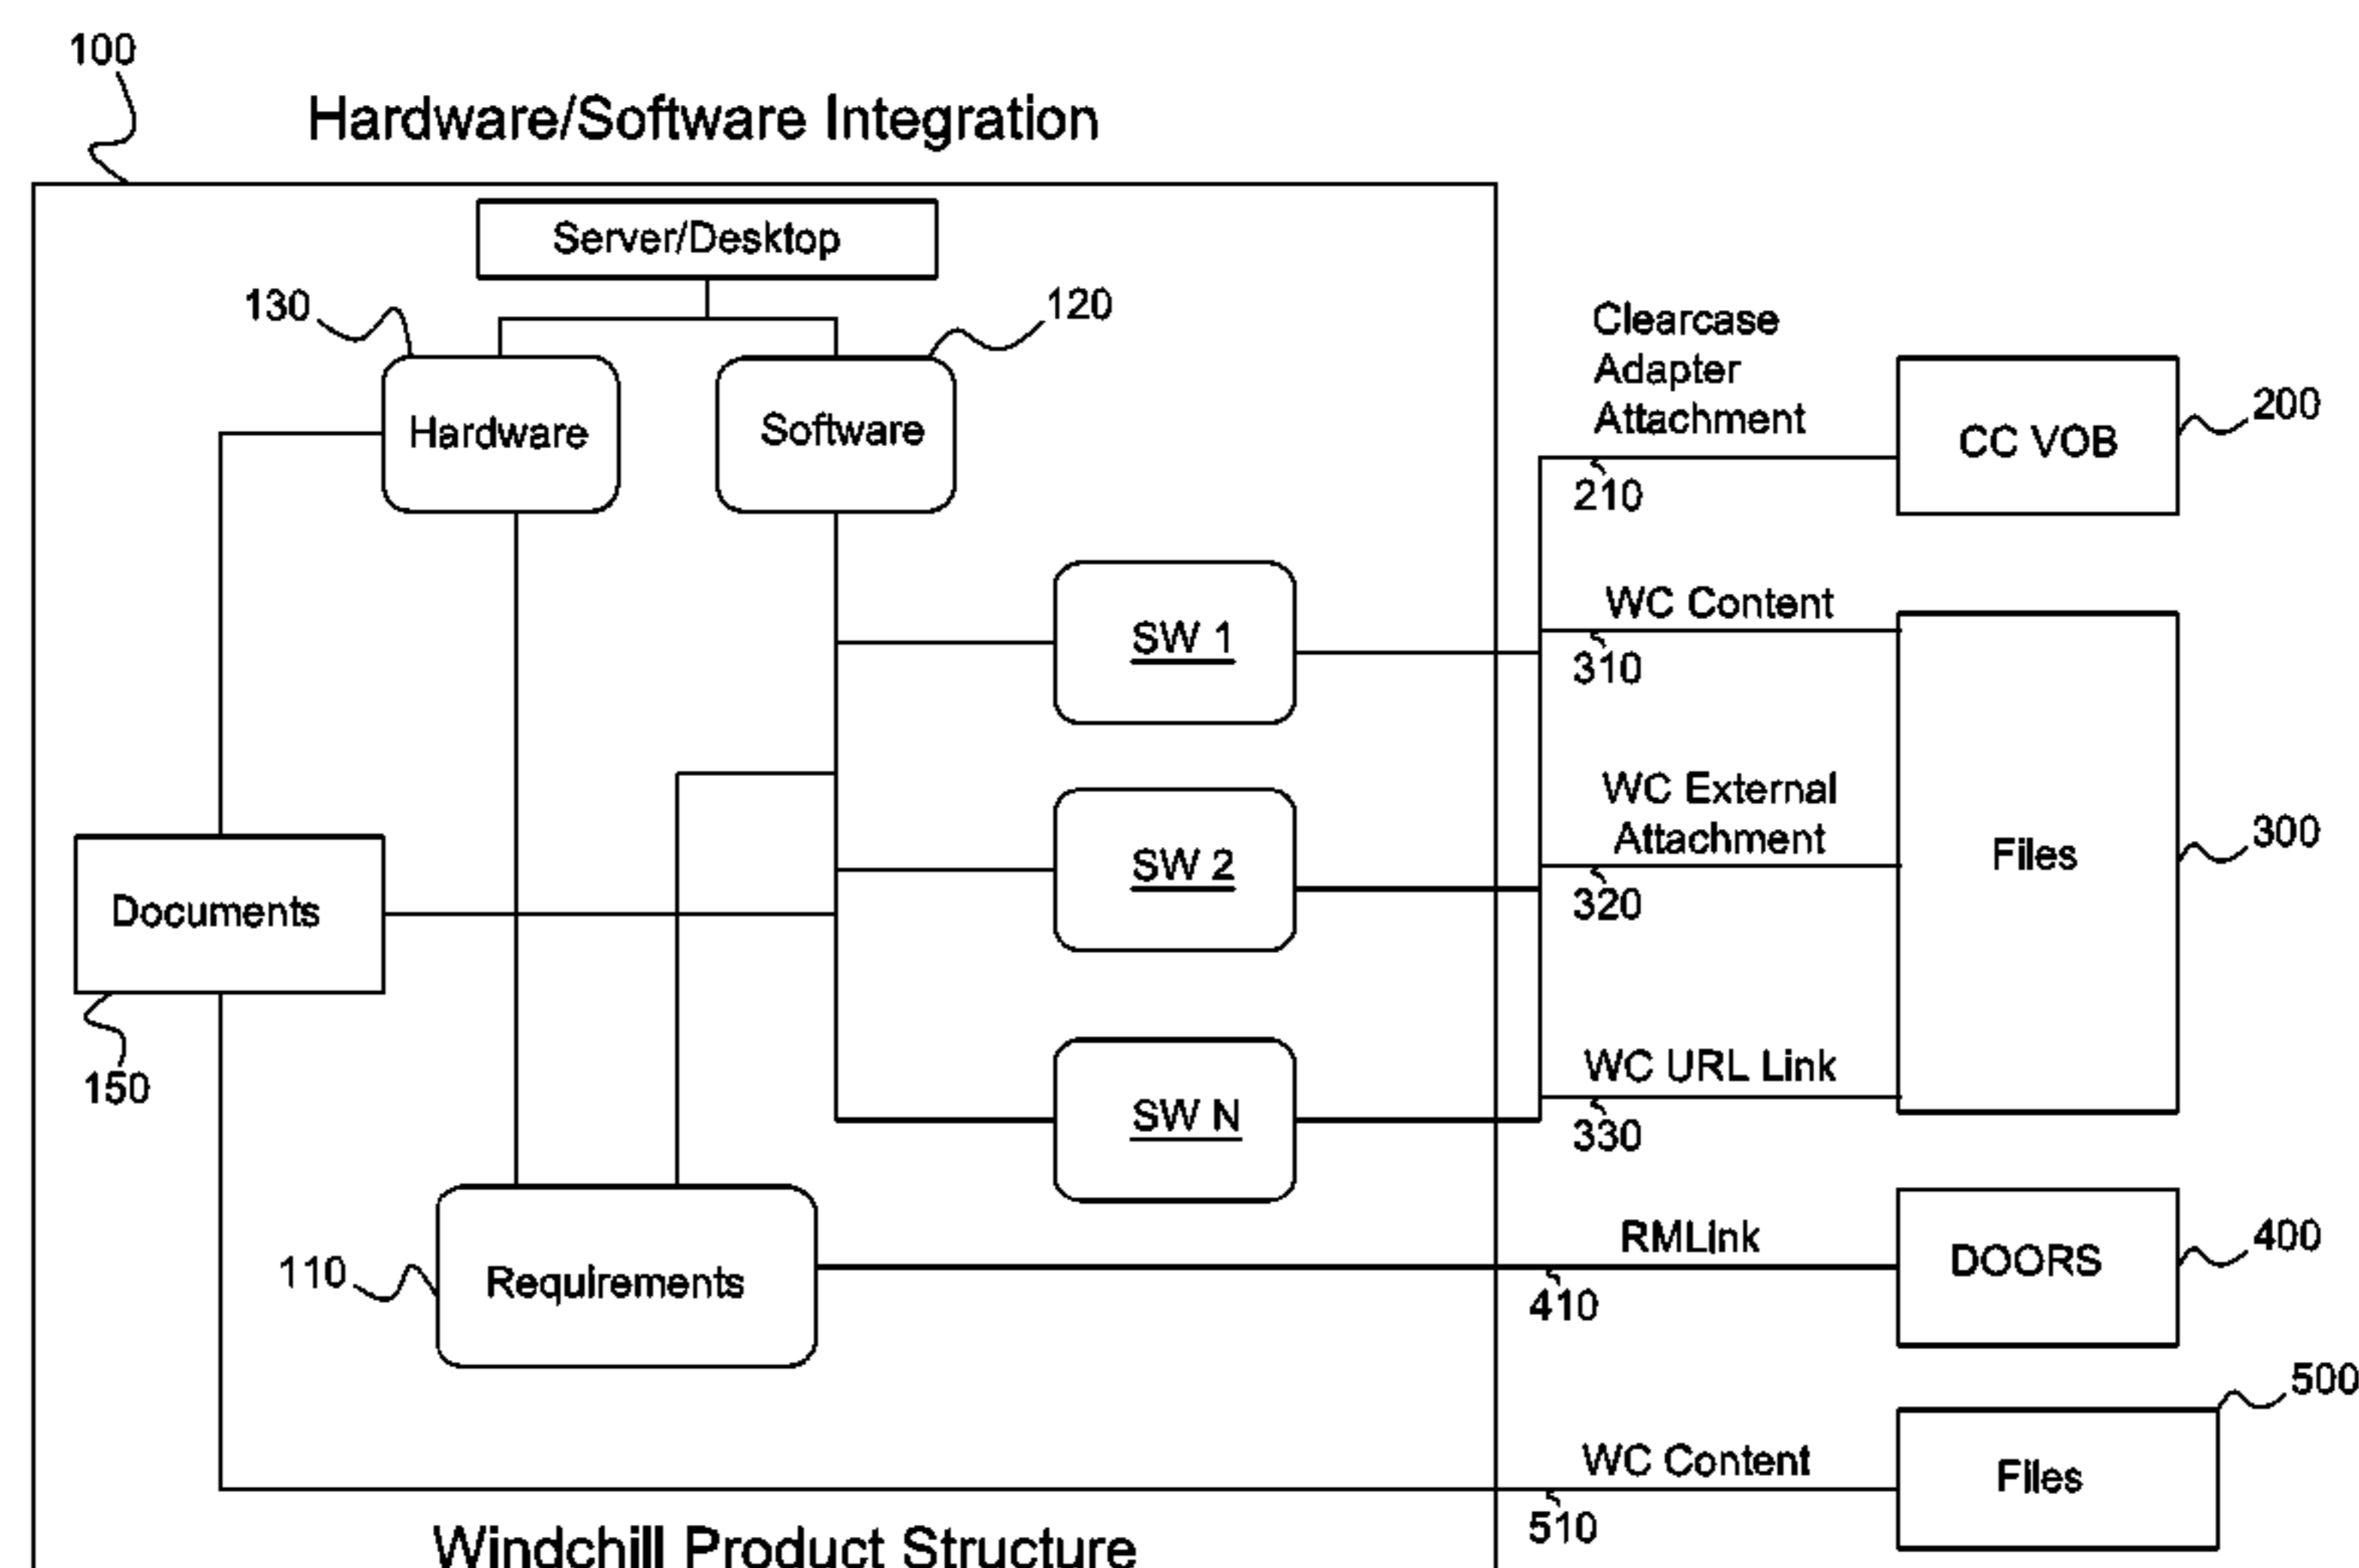 100
Hardware/Software Integration
Server/Desktop
130
120
Hardware
Software
Clearcase
Adapter
Attachment
210
CC VOB
200
SW 1
WC Content
310
SW 2
WC External
Attachment
320
Files
300
Documents
150
SW N
WC URL Link
330
110
Requirements
RMLink
410
DOORS
400
500
WC Content
510
Files
Windchill Product Structure